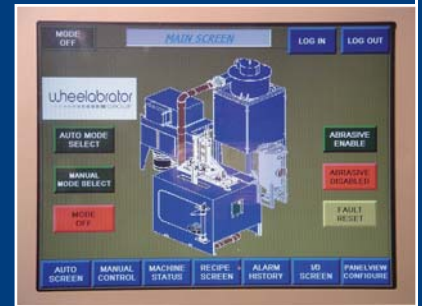 MODE
OFF
MAIN SCREEN
LOG IN
LOG OUT
wheelabrator
GROUP
AUTO MODE
SELECT
MANUAL
MODE SELECT
MODE
OFF
ABRASIVE
ENABLE
ABRASIVE
DISABLED
FAULT
RESET
AUTO
SCREEN
MANUAL
CONTROL
MACHINE
STATUS
RECIPE
SCREEN
ALARM
HISTORY
I/O
SCREEN
PANELVIEW
CONFIGURE